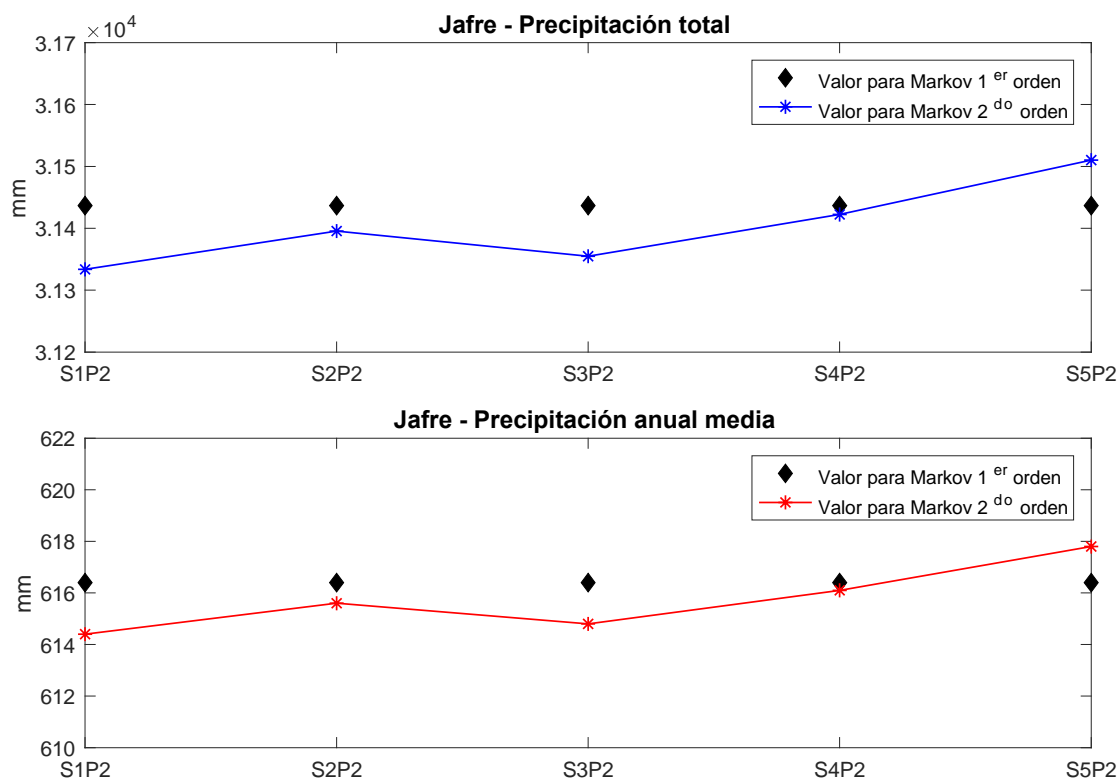 Jafre - Precipitación total
×10⁴
3.17
3.16
3.15
3.14
3.13
3.12
mm
Valor para Markov 1 er orden
Valor para Markov 2 do orden
S1P2 S2P2 S3P2 S4P2 S5P2
Jafre - Precipitación anual media
622
620
618
616
614
612
610
mm
Valor para Markov 1 er orden
Valor para Markov 2 do orden
S1P2 S2P2 S3P2 S4P2 S5P2